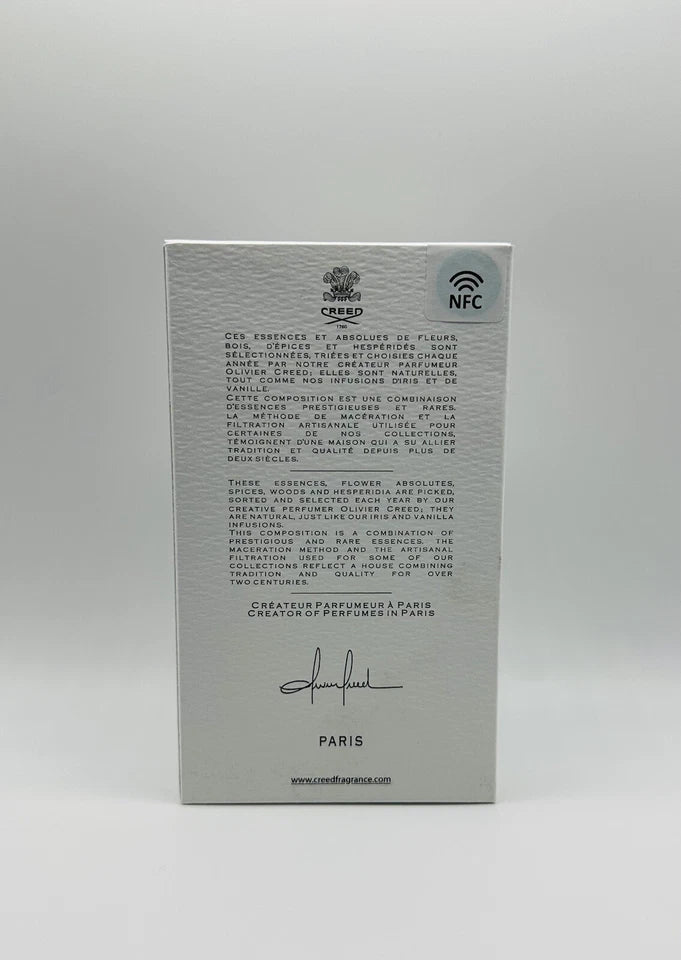 NFC
CREED
1760
CES ESSENCES ET ABSOLUES DE FLEURS,
BOIS, D'ÉPICES ET HESPÉRIDÉS SONT
SÉLECTIONNÉES, TRIÉES ET CHOISIES CHAQUE
ANNÉE PAR NOTRE CRÉATEUR PARFUMEUR
OLIVIER CREED; ELLES SONT NATURELLES,
TOUT COMME NOS INFUSIONS D'IRIS ET DE
VANILLE.
CETTE COMPOSITION EST UNE COMBINAISON
D'ESSENCES PRESTIGIEUSES ET RARES.
LA MÉTHODE DE MACÉRATION ET LA
FILTRATION ARTISANALE UTILISÉE POUR
CERTAINES DE NOS COLLECTIONS,
TÉMOIGNENT D'UNE MAISON QUI A SU ALLIER
TRADITION ET QUALITÉ DEPUIS PLUS DE
DEUX SIÈCLES.
THESE ESSENCES, FLOWER ABSOLUTES,
SPICES, WOODS AND HESPERIDIA ARE PICKED,
SORTED AND SELECTED EACH YEAR BY OUR
CREATIVE PERFUMER OLIVIER CREED; THEY
ARE NATURAL, JUST LIKE OUR IRIS AND VANILLA
INFUSIONS.
THIS COMPOSITION IS A COMBINATION OF
PRESTIGIOUS AND RARE ESSENCES. THE
MACERATION METHOD AND THE ARTISANAL
FILTRATION USED FOR SOME OF OUR
COLLECTIONS REFLECT A HOUSE COMBINING
TRADITION AND QUALITY FOR OVER
TWO CENTURIES.
CRÉATEUR PARFUMEUR À PARIS
CREATOR OF PERFUMES IN PARIS
Olivier Creed
PARIS
www.creedfragrance.com